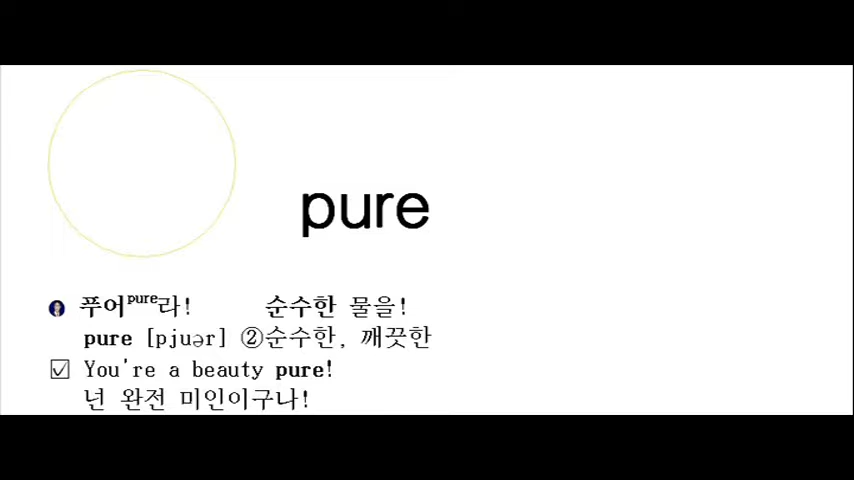 pure
푸어pure라! 순수한 물을!
pure [pjuər] ②순수한, 깨끗한
☑ You're a beauty pure!
넌 완전 미인이구나!